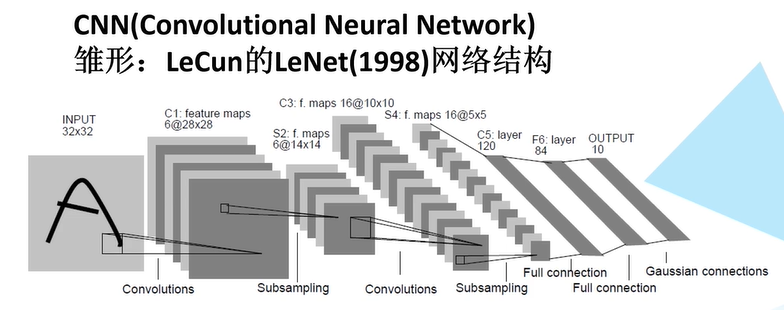 CNN(Convolutional Neural Network)
雏形：LeCun的LeNet(1998)网络结构
INPUT
32x32
C1: feature maps
6@28x28
S2: f. maps
6@14x14
C3: f. maps 16@10x10
S4: f. maps 16@5x5
C5: layer
120
F6: layer
84
OUTPUT
10
A
Convolutions
Subsampling
Convolutions
Subsampling
Full connection
Full connection
Gaussian connections